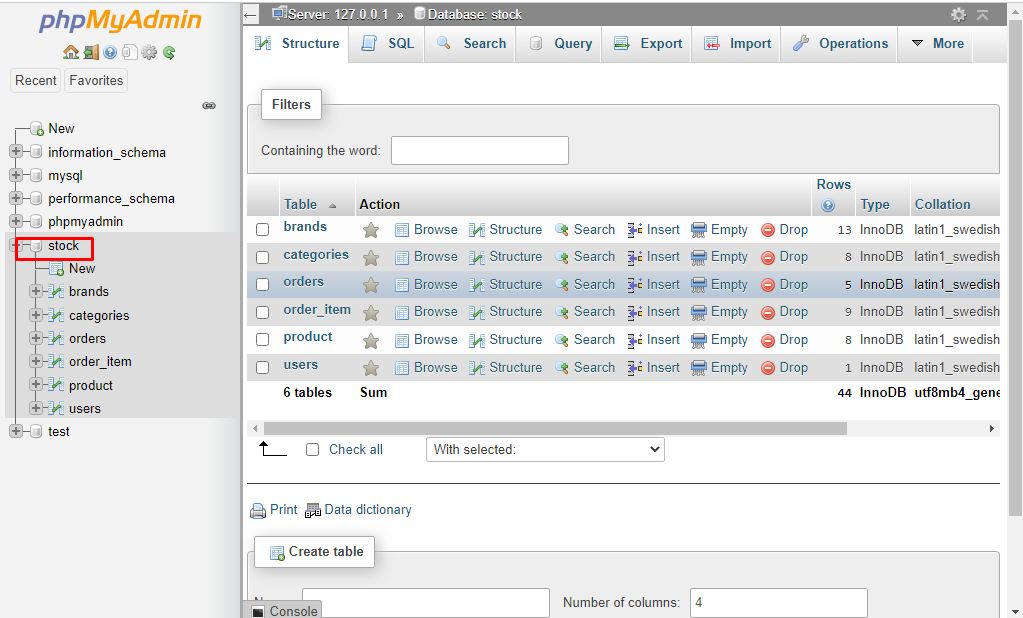 phpMyAdmin
Recent Favorites
New
information_schema
mysql
performance_schema
phpmyadmin
stock
New
brands
categories
orders
order_item
product
users
test
Server: 127.0.0.1 » Database: stock
Structure SQL Search Query Export Import Operations More
Filters
Containing the word:
Table Action Rows Type Collation
brands Browse Structure Search Insert Empty Drop 13 InnoDB latin1_swedish
categories Browse Structure Search Insert Empty Drop 8 InnoDB latin1_swedish
orders Browse Structure Search Insert Empty Drop 5 InnoDB latin1_swedish
order_item Browse Structure Search Insert Empty Drop 9 InnoDB latin1_swedish
product Browse Structure Search Insert Empty Drop 8 InnoDB latin1_swedish
users Browse Structure Search Insert Empty Drop 1 InnoDB latin1_swedish
6 tables Sum 44 InnoDB utf8mb4_gene
Check all With selected:
Print Data dictionary
Create table
Number of columns: 4
Console